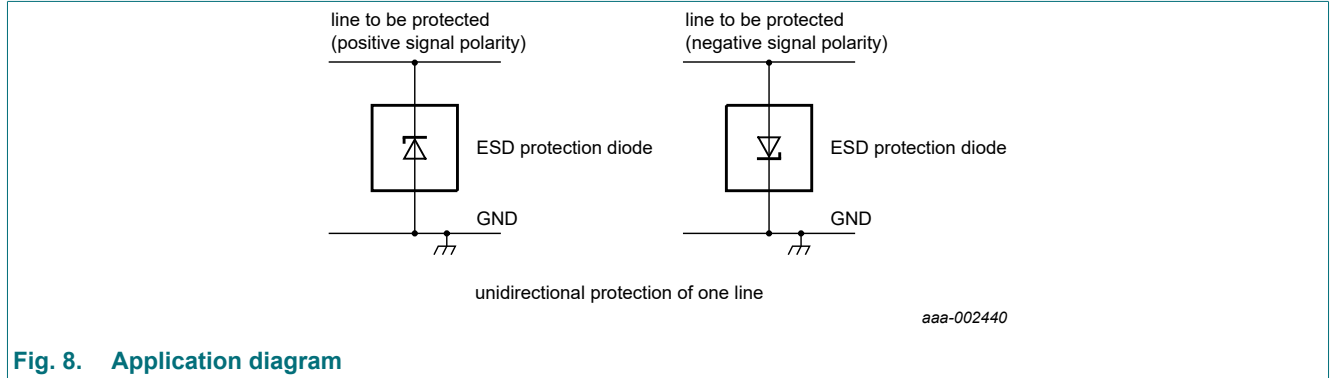 line to be protected
(positive signal polarity)
line to be protected
(negative signal polarity)
ESD protection diode
ESD protection diode
GND
GND
unidirectional protection of one line
aaa-002440
Fig. 8. Application diagram